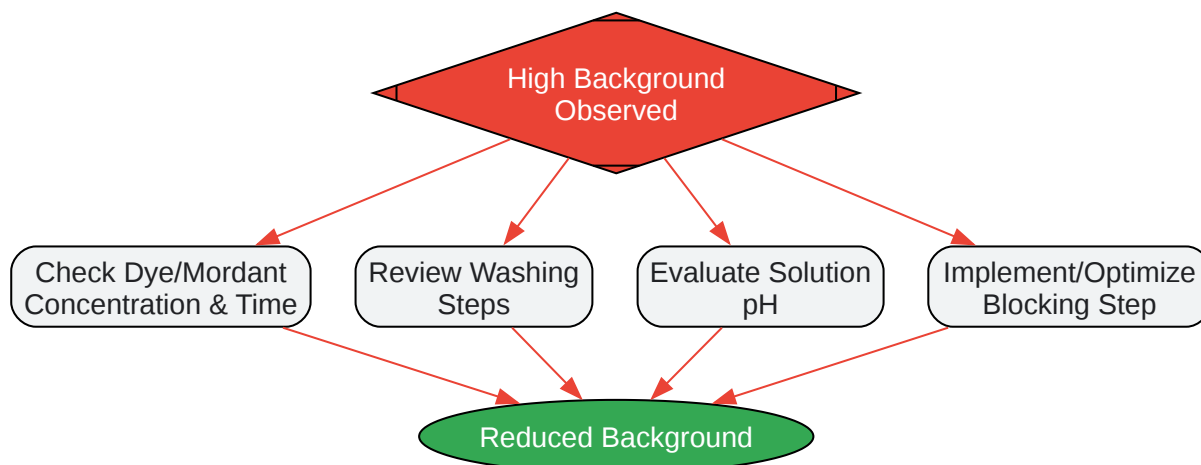 High Background
Observed
Check Dye/Mordant
Concentration & Time
Review Washing
Steps
Evaluate Solution
pH
Implement/Optimize
Blocking Step
Reduced Background